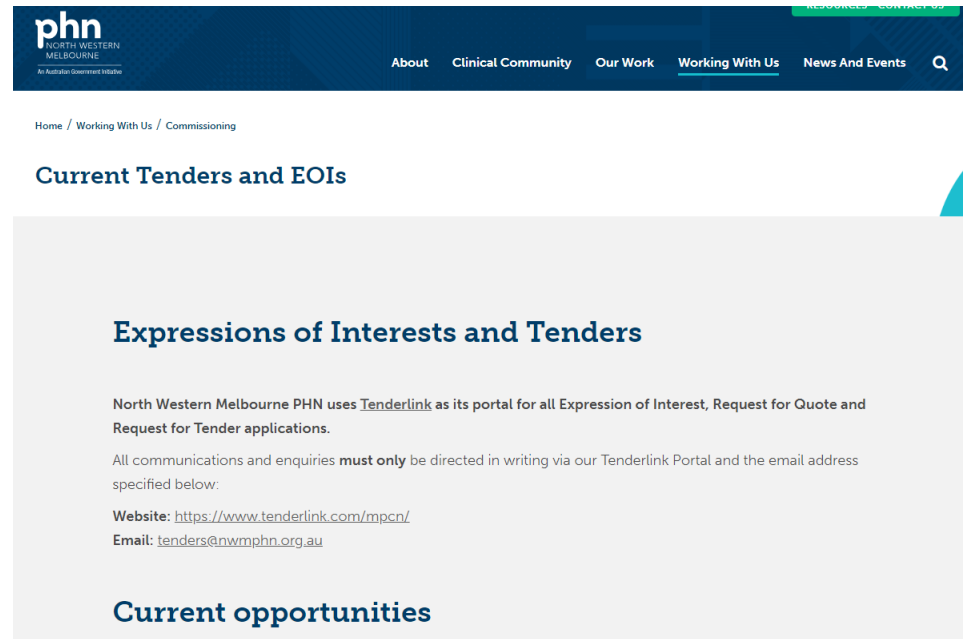 RESOURCES CONTACT US
phn
NORTH WESTERN
MELBOURNE
An Australian Government Initiative
About Clinical Community Our Work Working With Us News And Events
Home / Working With Us / Commissioning
Current Tenders and EOIs
Expressions of Interests and Tenders
North Western Melbourne PHN uses Tenderlink as its portal for all Expression of Interest, Request for Quote and
Request for Tender applications.
All communications and enquiries must only be directed in writing via our Tenderlink Portal and the email address
specified below:
Website: https://www.tenderlink.com/mpcn/
Email: tenders@nwmphn.org.au
Current opportunities